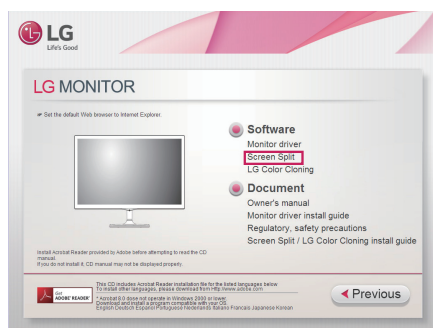 LG
Life's Good
LG MONITOR
☞ Set the default Web browser to Internet Explorer.
Software
Monitor driver
Screen Split
LG Color Cloning
Document
Owner's manual
Monitor driver install guide
Regulatory, safety precautions
Screen Split / LG Color Cloning install guide
Install Acrobat Reader provided by Adobe before attempting to read the CD
manual.
If you do not install it, CD manual may not be displayed properly.
Get
ADOBE® READER®
This CD includes Acrobat Reader installation file for the listed languages below
To install other languages, please download from Http://www.adobe.com
* Acrobat 8.0 dose not operate in Windows 2000 or lower.
Download and install a program compatible with your OS.
English Deutsch Español Portuguese Nederlands Italiano Francais Japanese Korean
Previous